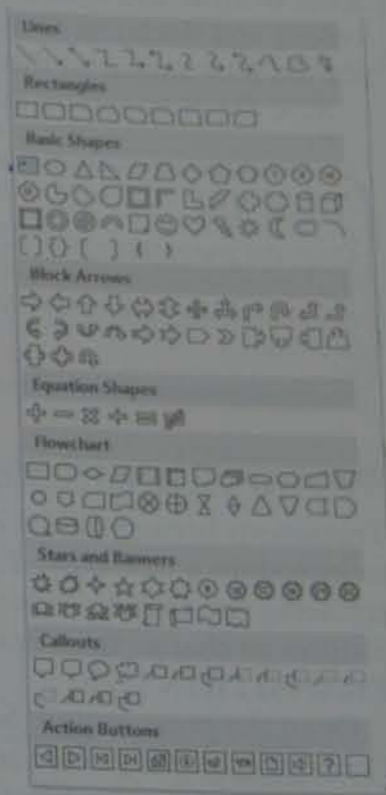 Lines
Rectangles
Basic Shapes
Block Arrows
Equation Shapes
Flowchart
Stars and Banners
Callouts
Action Buttons